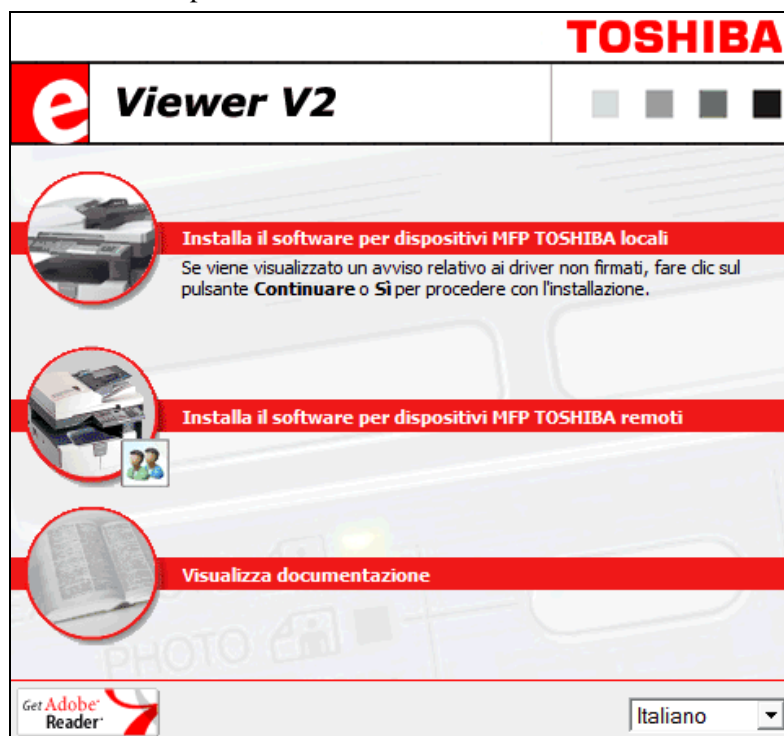 TOSHIBA
e Viewer V2
Installa il software per dispositivi MFP TOSHIBA locali
Se viene visualizzato un avviso relativo ai driver non firmati, fare clic sul
pulsante Continuare o Sì per procedere con l'installazione.
Installa il software per dispositivi MFP TOSHIBA remoti
Visualizza documentazione
PHOTO
Get Adobe
Reader
Italiano